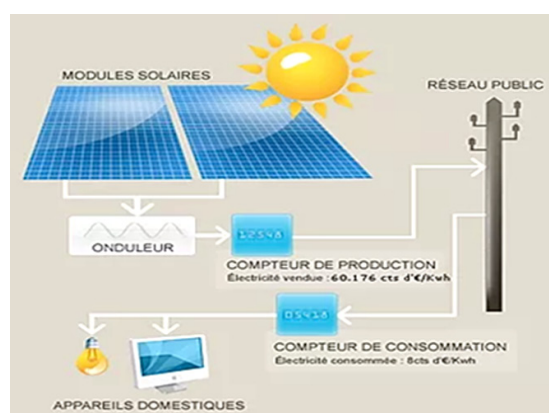 MODULES SOLAIRES
RÉSEAU PUBLIC
ONDULEUR
12548
COMPTEUR DE PRODUCTION
Électricité vendue :60.176 cts d'€/Kwh
05418
COMPTEUR DE CONSOMMATION
Électricité consommée : 8cts d'€/Kwh
APPAREILS DOMESTIQUES